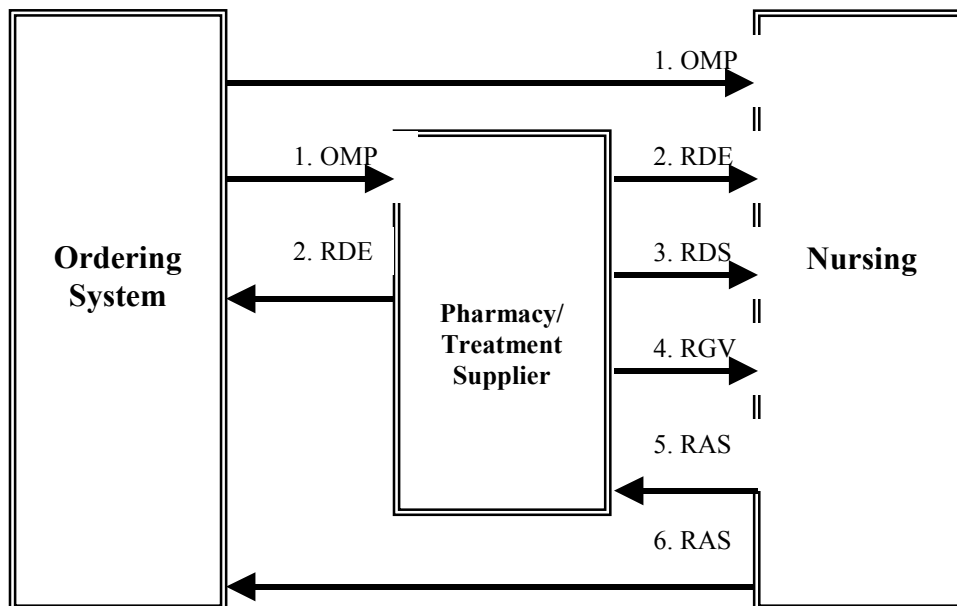 1. OMP
1. OMP
2. RDE
2. RDE
3. RDS
Ordering
System
Nursing
Pharmacy/
Treatment
Supplier
4. RGV
5. RAS
6. RAS